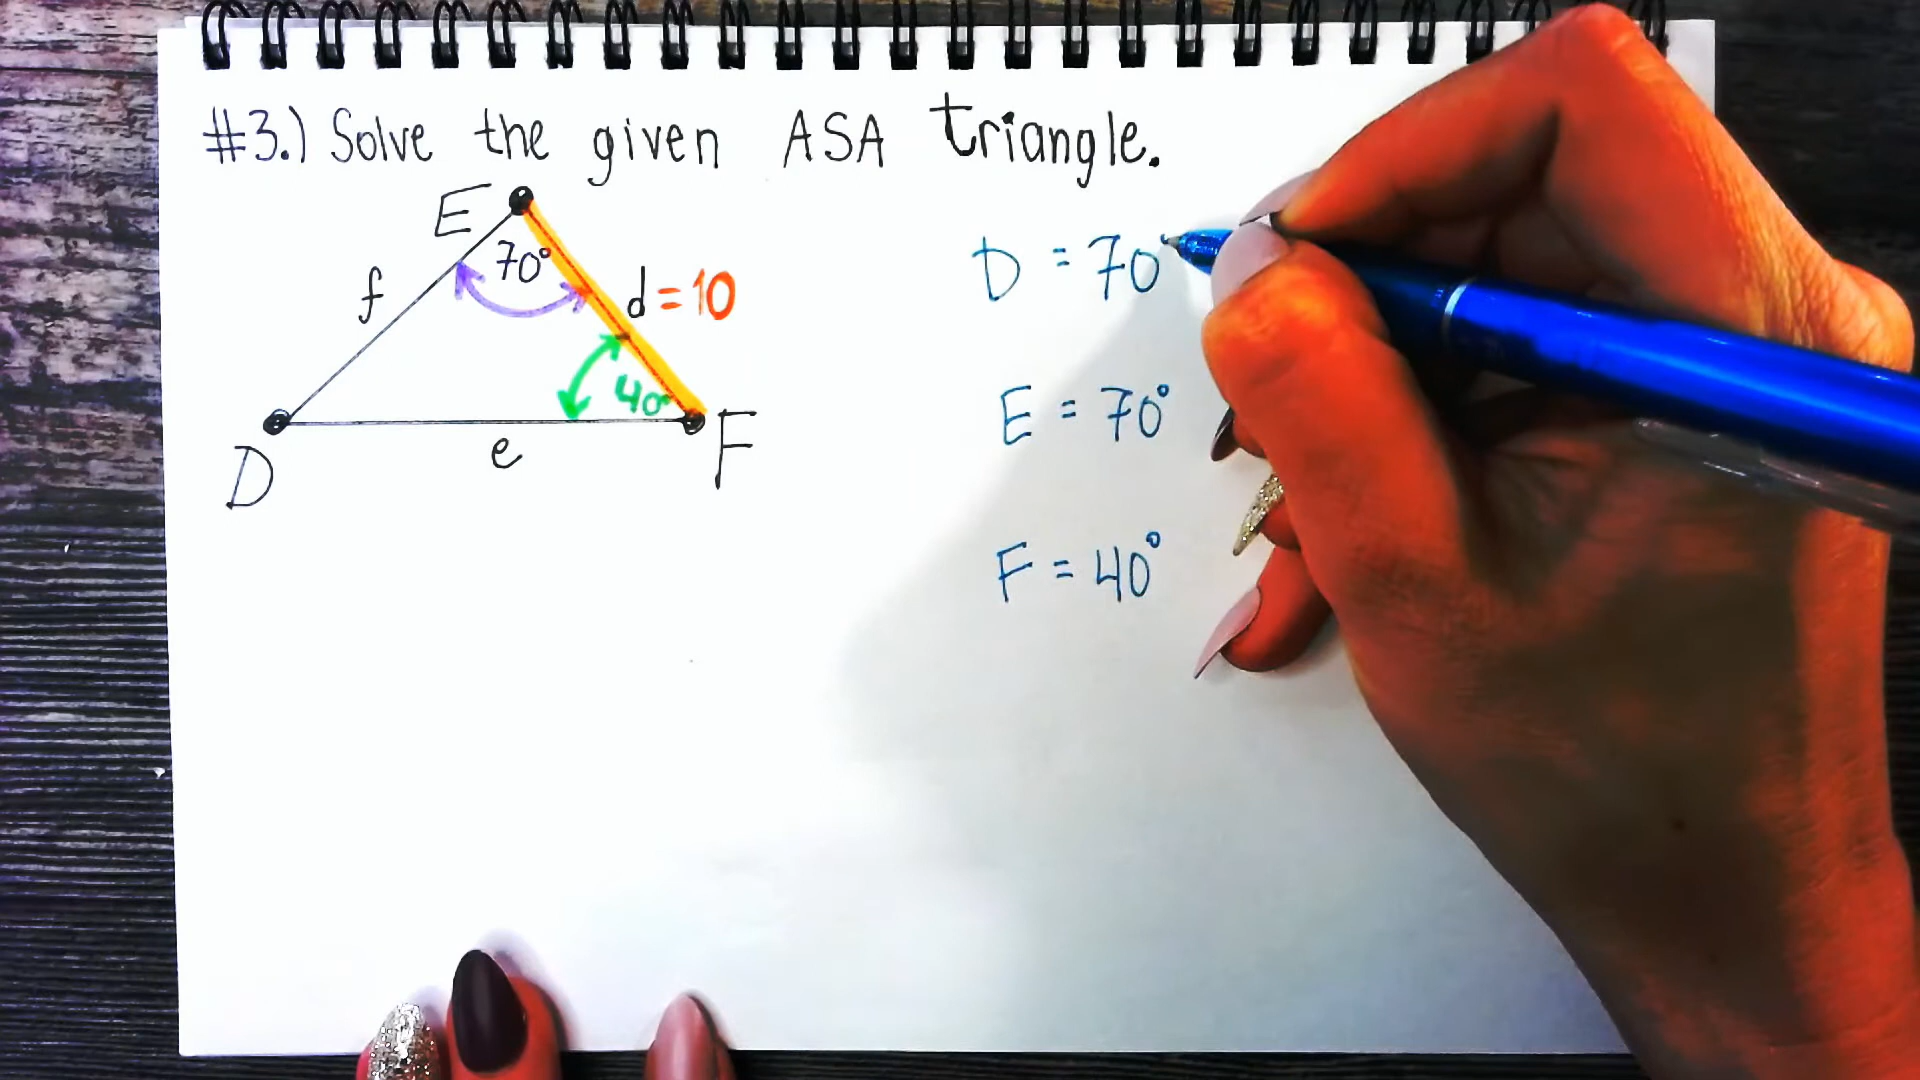 #3.) Solve the given ASA triangle.
E
70°
f
d = 10
40°
D
e
F
D = 70°
E = 70°
F = 40°